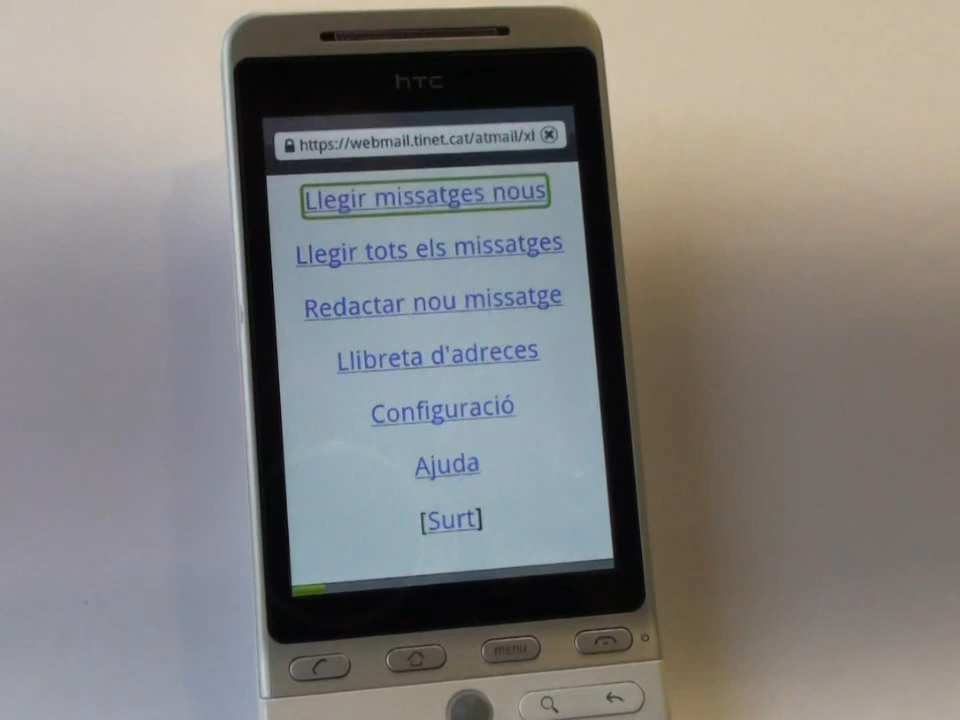 htc
https://webmail.tinet.cat/atmail/xl
Llegir missatges nous
Llegir tots els missatges
Redactar nou missatge
Llibreta d'adreces
Configuració
Ajuda
[Surt]
menu